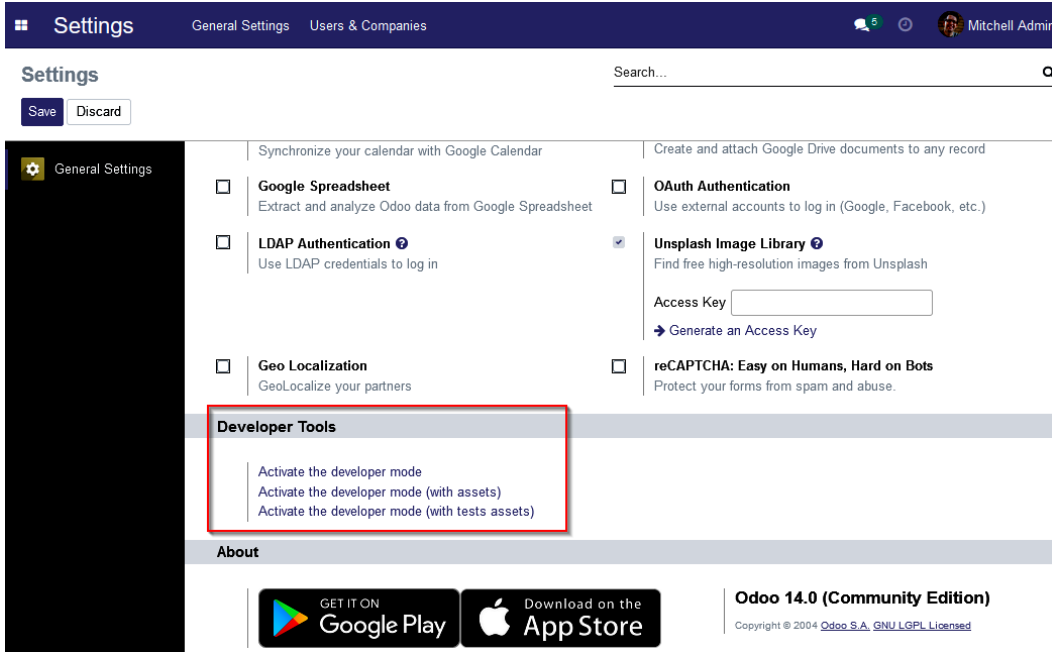 Settings General Settings Users & Companies 5 Mitchell Admin
Settings
Search...
Save Discard
General Settings
Synchronize your calendar with Google Calendar
Create and attach Google Drive documents to any record
Google Spreadsheet
Extract and analyze Odoo data from Google Spreadsheet
OAuth Authentication
Use external accounts to log in (Google, Facebook, etc.)
LDAP Authentication ?
Use LDAP credentials to log in
Unsplash Image Library ?
Find free high-resolution images from Unsplash
Access Key
Generate an Access Key
Geo Localization
GeoLocalize your partners
reCAPTCHA: Easy on Humans, Hard on Bots
Protect your forms from spam and abuse.
Developer Tools
Activate the developer mode
Activate the developer mode (with assets)
Activate the developer mode (with tests assets)
About
GET IT ON
Google Play
Download on the
App Store
Odoo 14.0 (Community Edition)
Copyright © 2004 Odoo S.A. GNU LGPL Licensed